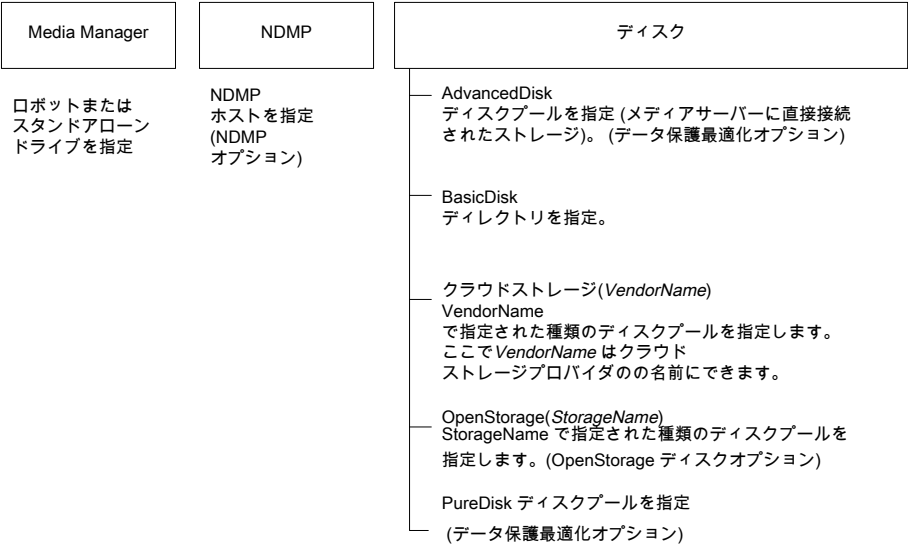 Media Manager
NDMP
ディスク
ロボットまたは
スタンドアローン
ドライブを指定
NDMP
ホストを指定
(NDMP
オプション)
AdvancedDisk
ディスクプールを指定 (メディアサーバーに直接接続
されたストレージ)。 (データ保護最適化オプション)
BasicDisk
ディレクトリを指定。
クラウドストレージ(VendorName)
VendorName
で指定された種類のディスクプールを指定します。
ここでVendorName はクラウド
ストレージプロバイダのの名前にできます。
OpenStorage(StorageName)
StorageName で指定された種類のディスクプールを
指定します。(OpenStorage ディスクオプション)
PureDisk ディスクプールを指定
(データ保護最適化オプション)